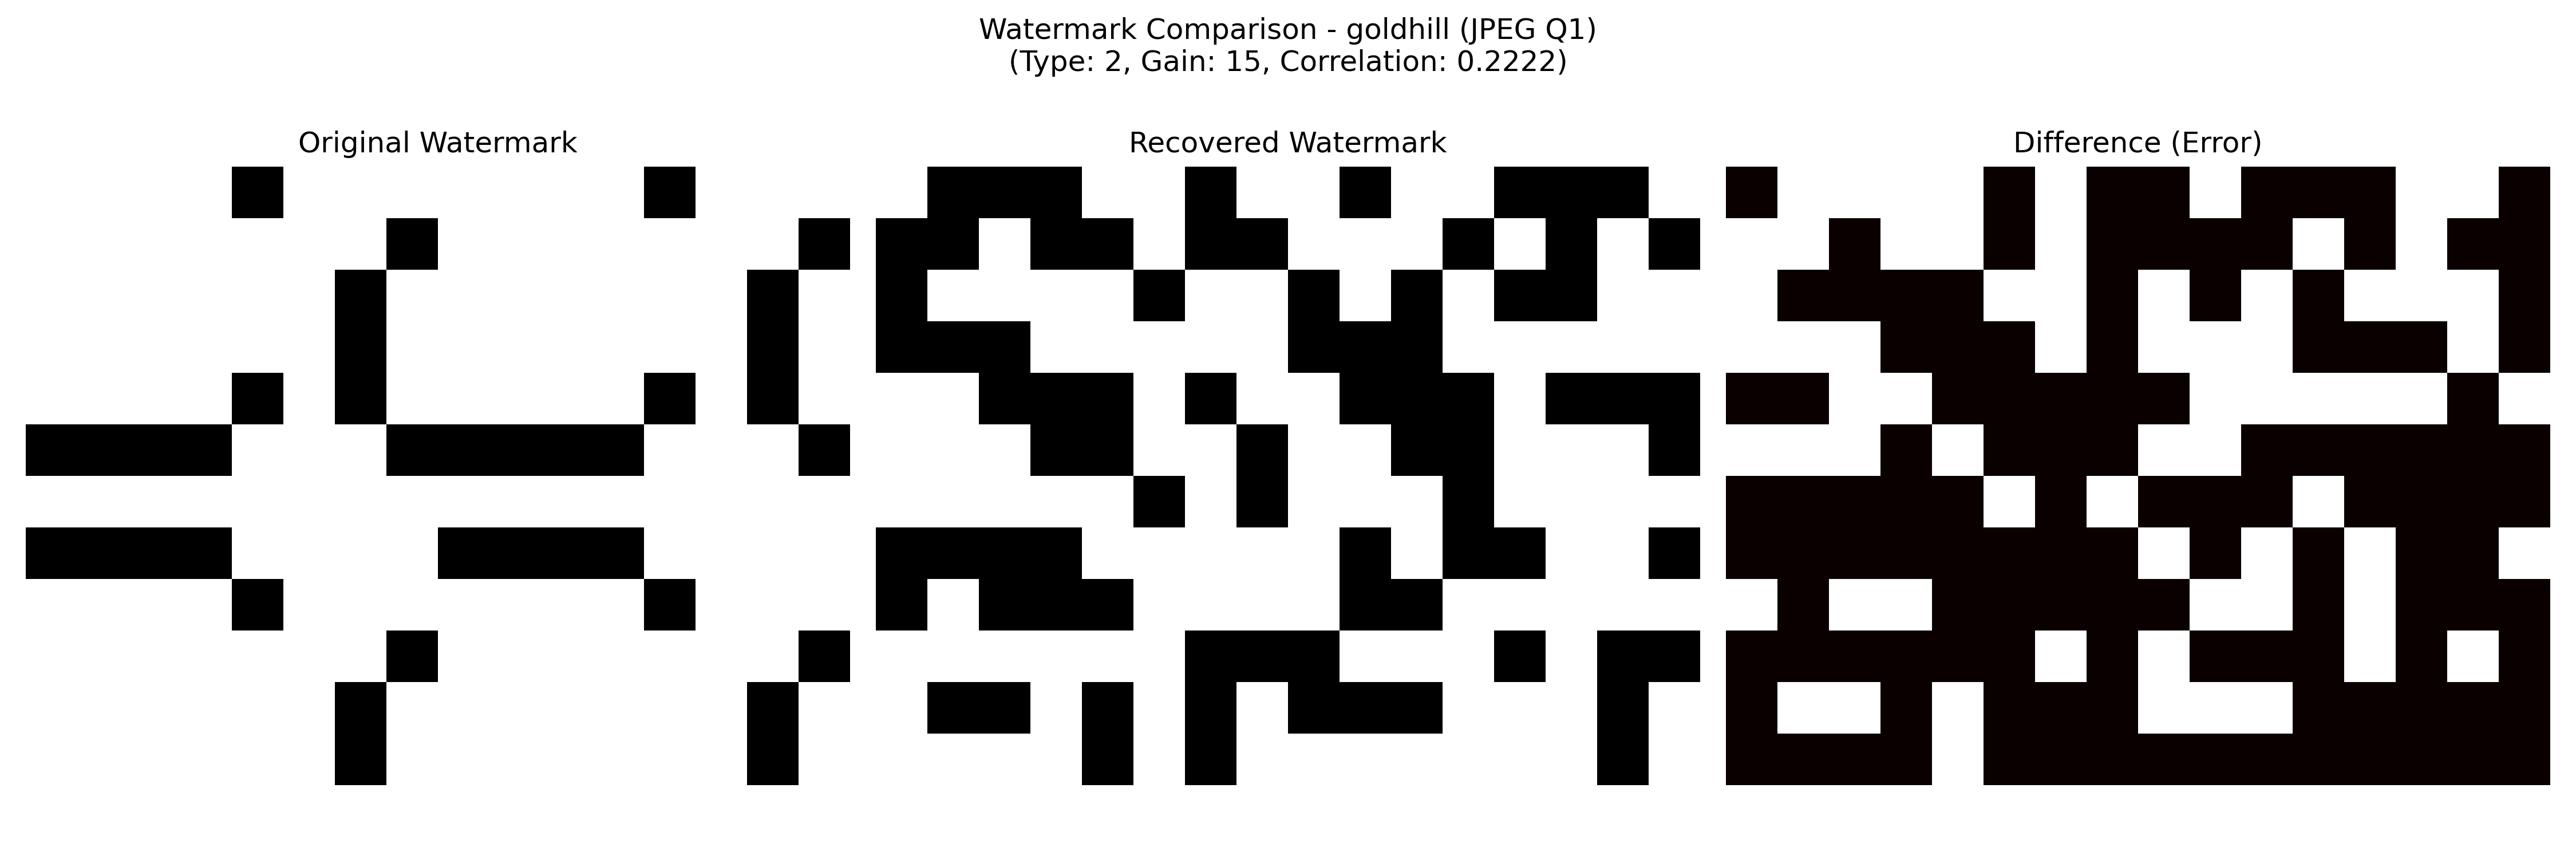 Watermark Comparison - goldhill (JPEG Q1)
(Type: 2, Gain: 15, Correlation: 0.2222)
Original Watermark
Recovered Watermark
Difference (Error)